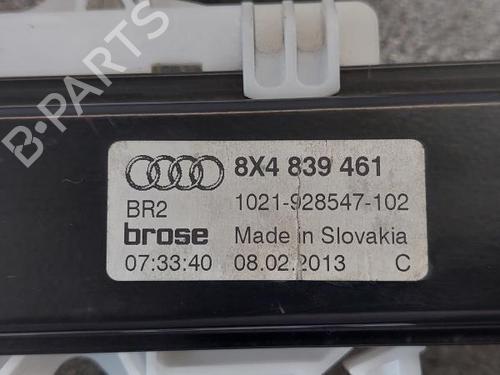 B-PARTS
8X4 839 461
BR2 1021-928547-102
brose Made in Slovakia
07:33:40 08.02.2013 C